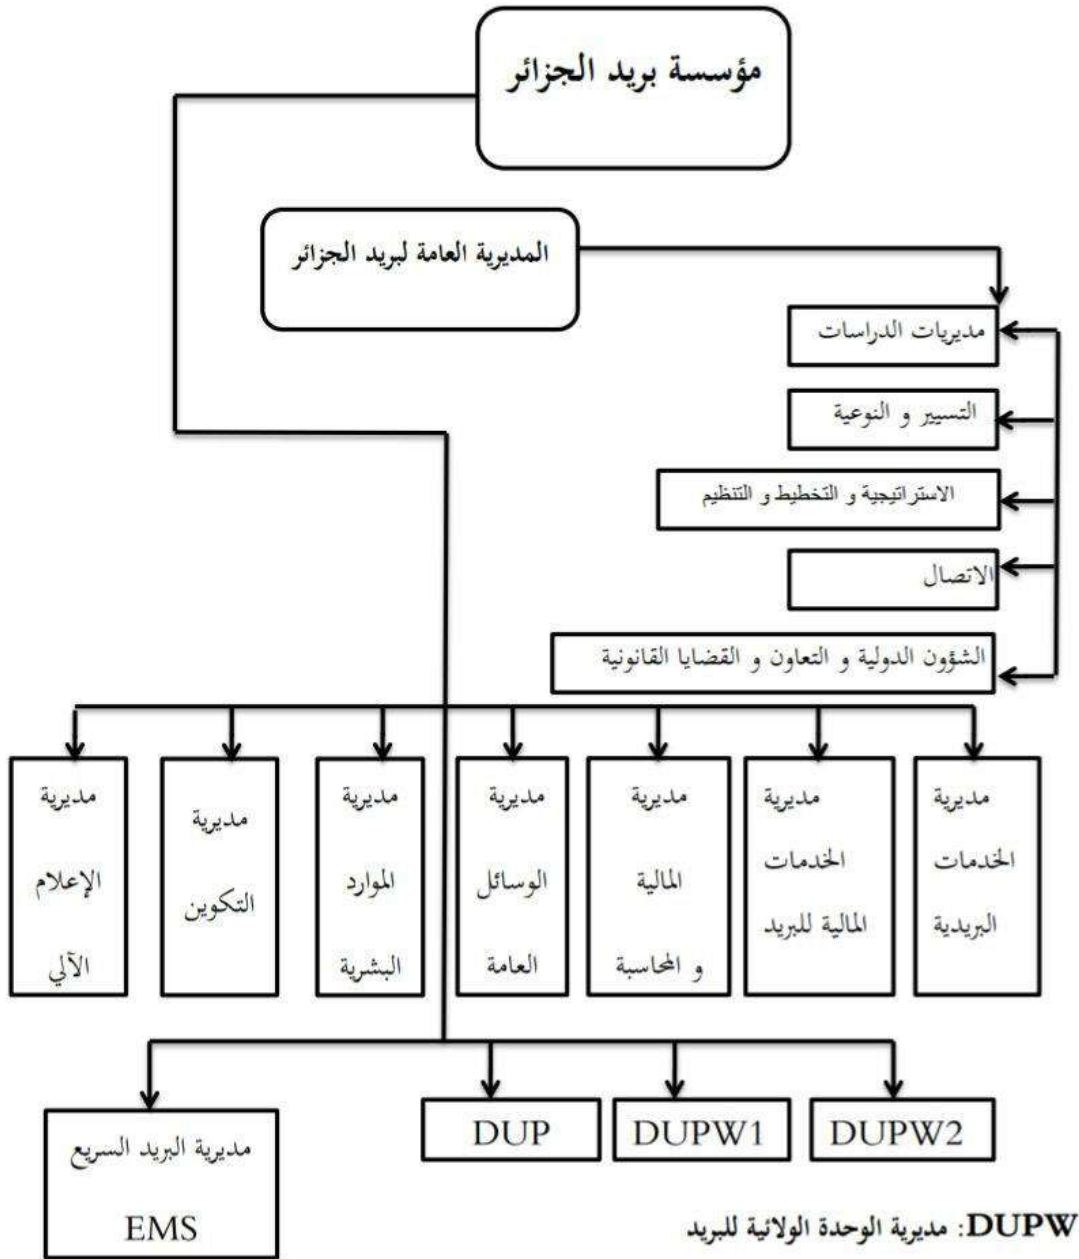 مؤسسة بريد الجزائر
المديرية العامة لبريد الجزائر
مديريات الدراسات
التسيير و النوعية
الاستراتيجية و التخطيط و التنظيم
الاتصال
الشؤون الدولية و التعاون و القضايا القانونية
مديرية
الخدمات
البريدية
مديرية
الخدمات
المالية للبريد
مديرية
المالية
و المحاسبة
مديرية
الوسائل
العامة
مديرية
الموارد
البشرية
مديرية
التكوين
مديرية
الإعلام
الآلي
DUPW2
DUPW1
DUP
مديرية البريد السريع
EMS
DUPW: مديرية الوحدة الولائية للبريد